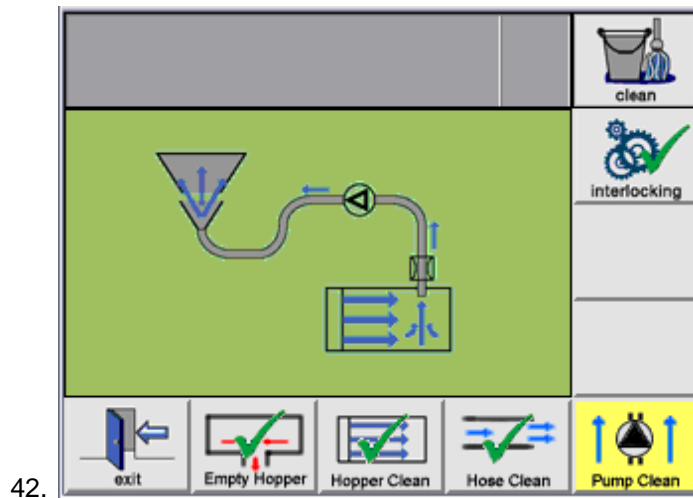 clean
interlocking
exit
Empty Hopper
Hopper Clean
Hose Clean
Pump Clean
42.